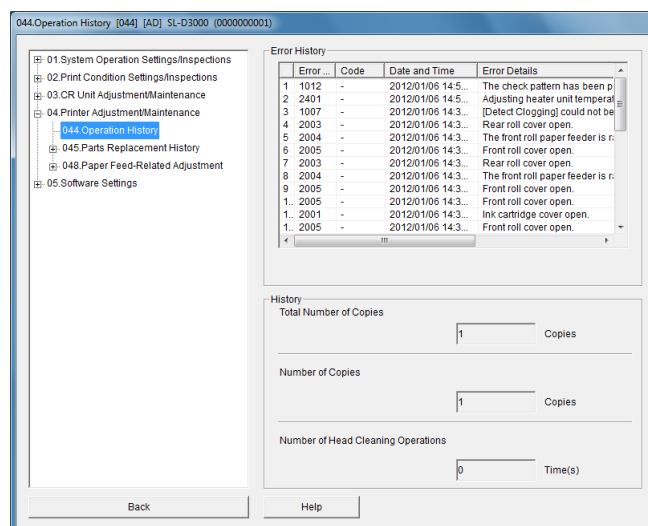 044.Operation History [044] [AD] SL-D3000 (0000000001)
01.System Operation Settings/Inspections
02.Print Condition Settings/Inspections
03.CR Unit Adjustment/Maintenance
04.Printer Adjustment/Maintenance
044.Operation History
045.Parts Replacement History
048.Paper Feed-Related Adjustment
05.Software Settings
Error History
Error ... Code Date and Time Error Details
1 1012 - 2012/01/06 14:5... The check pattern has been p
2 2401 - 2012/01/06 14:5... Adjusting heater unit temperat
3 1007 - 2012/01/06 14:3... [Detect Clogging] could not be
4 2003 - 2012/01/06 14:3... Rear roll cover open.
5 2004 - 2012/01/06 14:3... The front roll paper feeder is ra
6 2005 - 2012/01/06 14:3... Front roll cover open.
7 2003 - 2012/01/06 14:3... Rear roll cover open.
8 2004 - 2012/01/06 14:3... The front roll paper feeder is ra
9 2005 - 2012/01/06 14:3... Front roll cover open.
1.. 2005 - 2012/01/06 14:3... Front roll cover open.
1.. 2001 - 2012/01/06 14:3... Ink cartridge cover open.
1.. 2005 - 2012/01/06 14:3... Front roll cover open.
History
Total Number of Copies
1 Copies
Number of Copies
1 Copies
Number of Head Cleaning Operations
0 Time(s)
Back Help